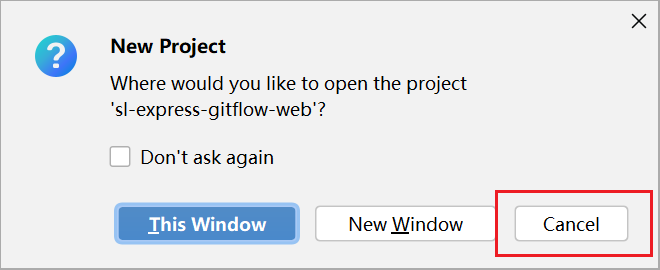 New Project
Where would you like to open the project
'sl-express-gitflow-web'?
Don't ask again
This Window
New Window
Cancel